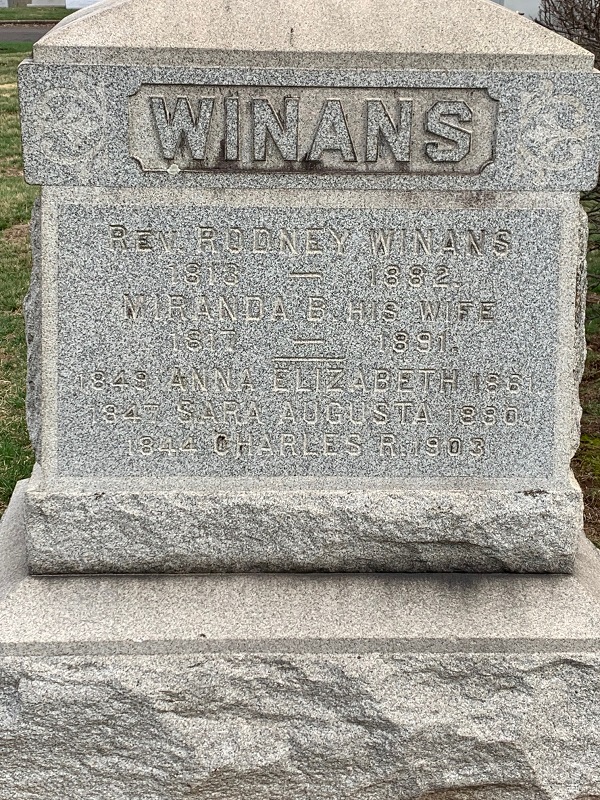 WINANS
REV. RODNEY WINANS
1813 — 1882.
MIRANDA B. HIS WIFE
1817 — 1891.
1849 ANNA ELIZABETH 1861
1847 SARA AUGUSTA 1880
1844 CHARLES R. 1903